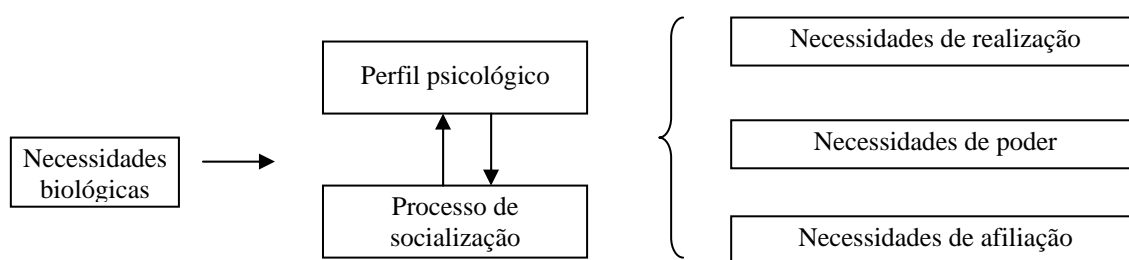 Necessidades
biológicas
Perfil psicológico
Processo de
socialização
Necessidades de realização
Necessidades de poder
Necessidades de afiliação